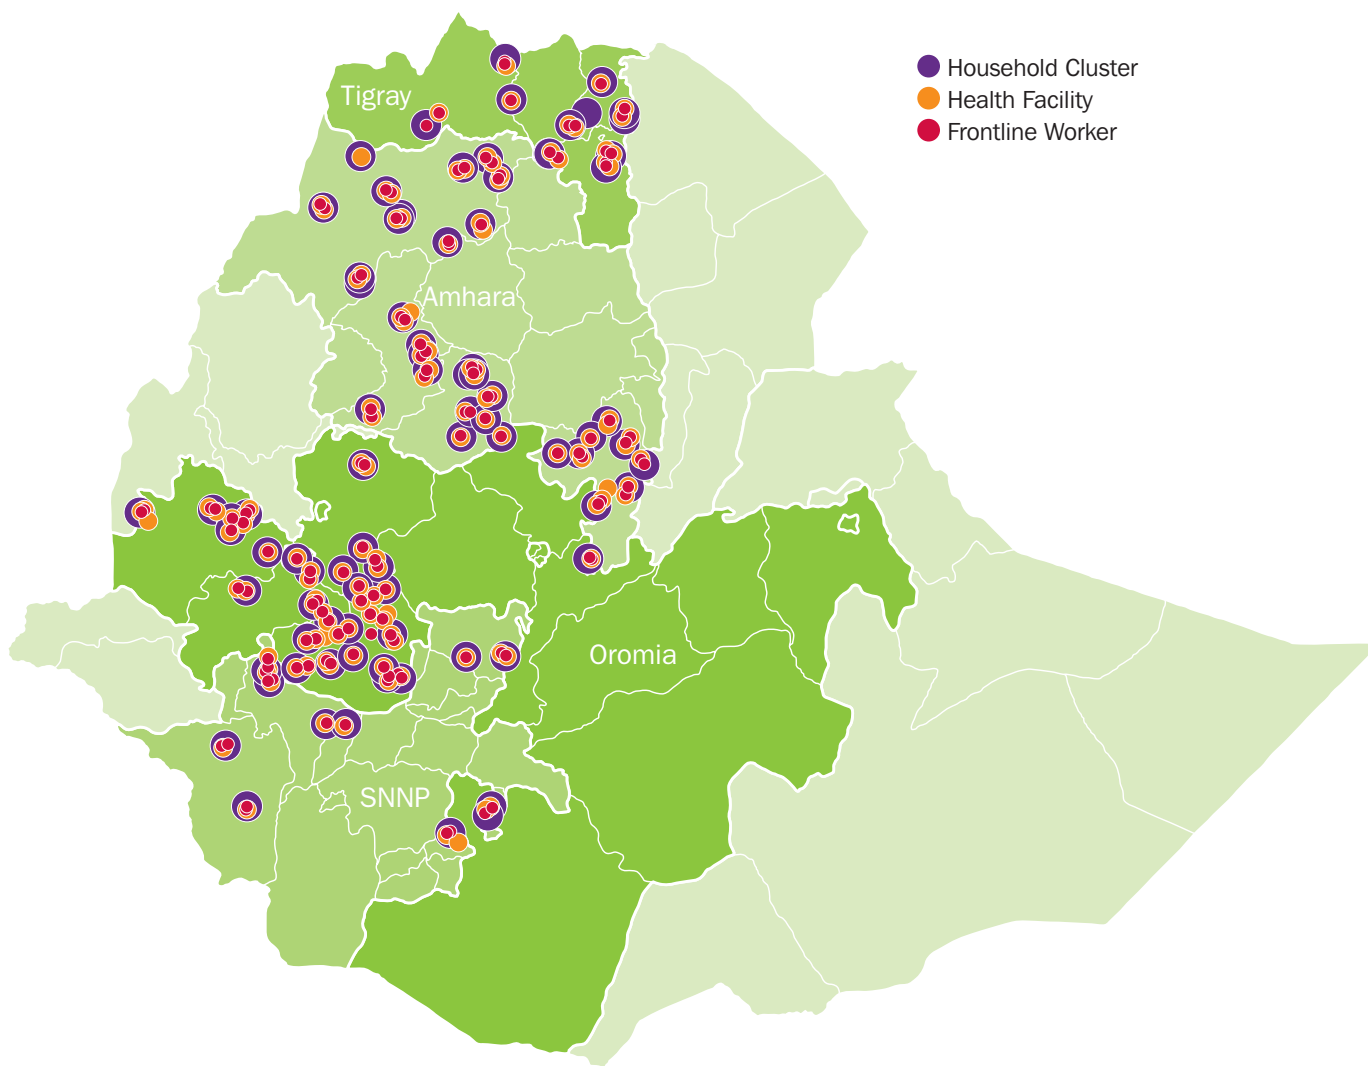 Household Cluster
Health Facility
Frontline Worker
Tigray
Amhara
Oromia
SNNP